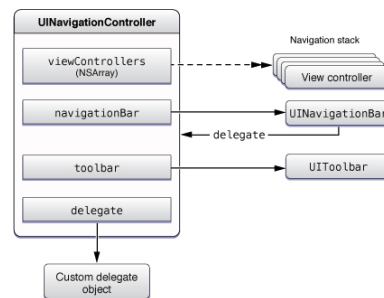 UINavigationController
Navigation stack
viewControllers
(NSArray)
View controller
navigationBar
UINavigationBar
delegate
toolbar
UIToolbar
delegate
Custom delegate
object